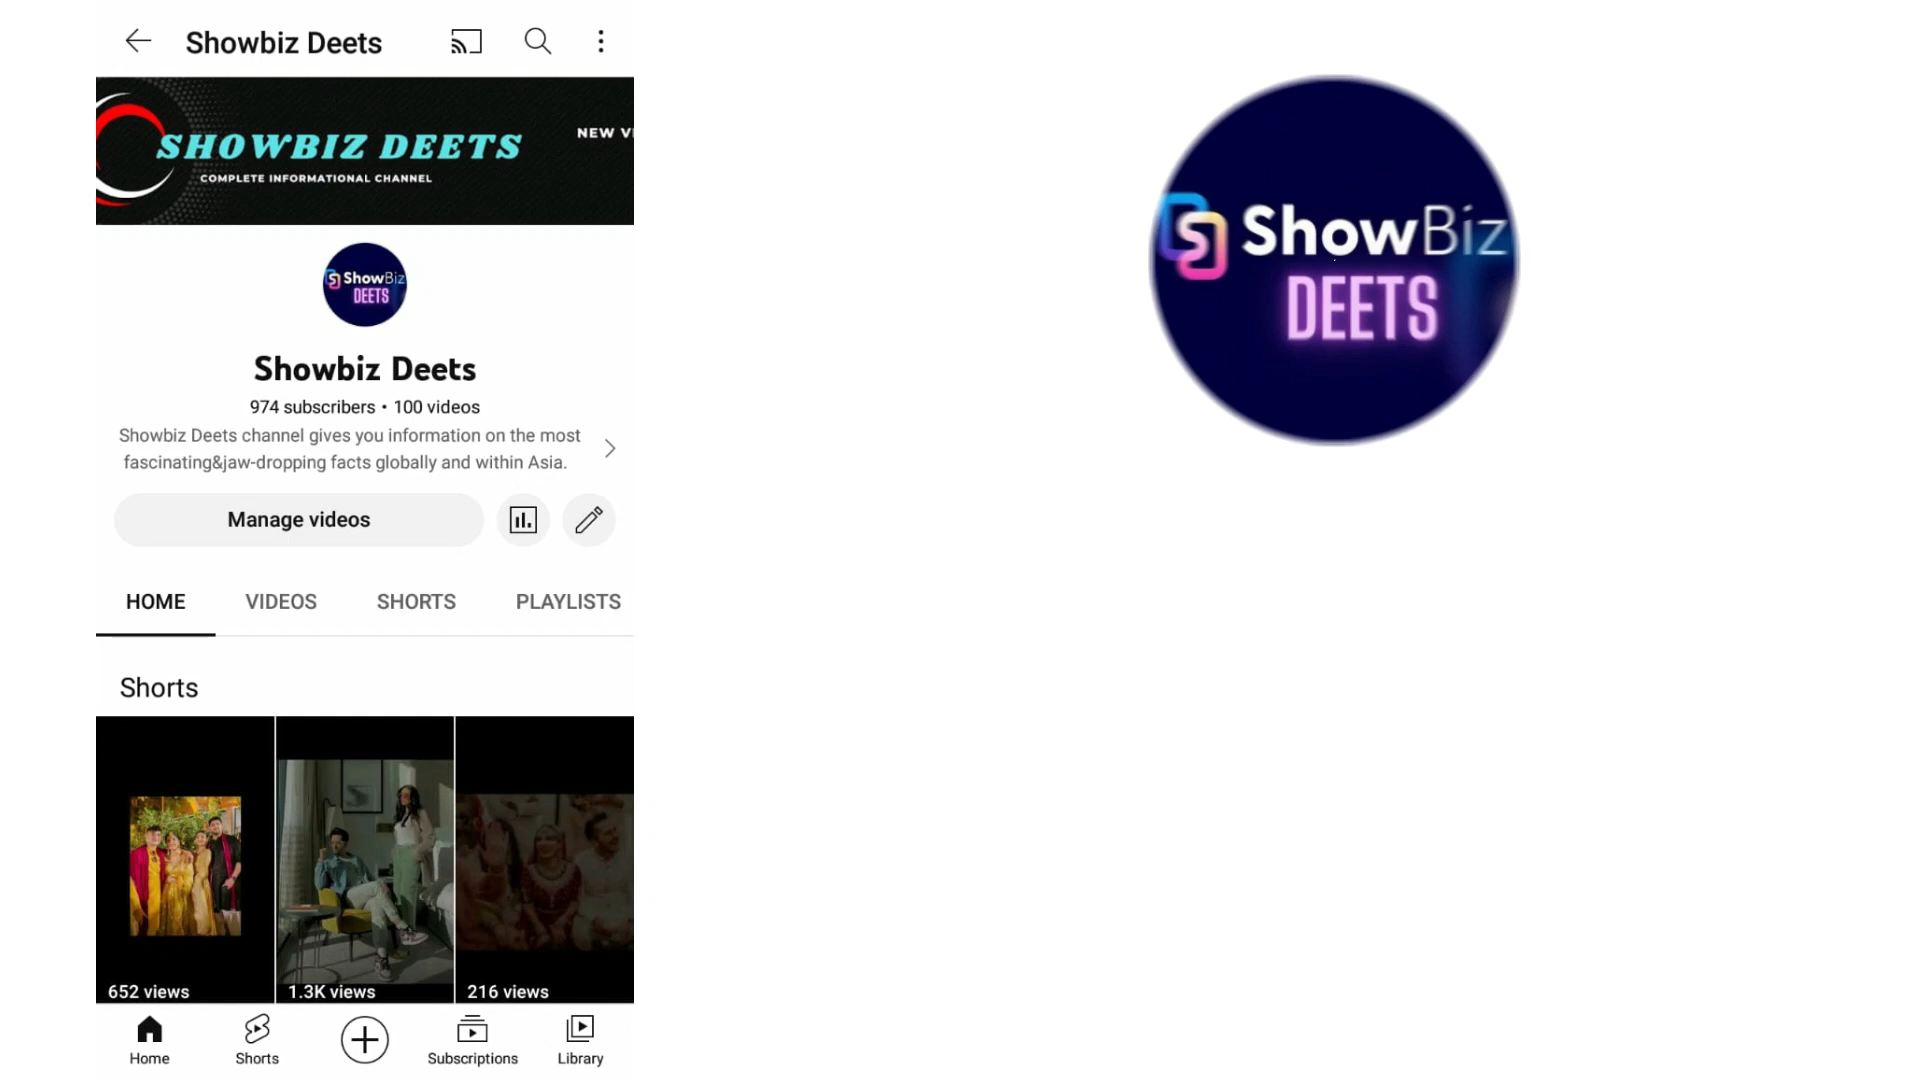 Showbiz Deets
SHOWBIZ DEETS
NEW V
COMPLETE INFORMATIONAL CHANNEL
S ShowBiz
DEETS
Showbiz Deets
974 subscribers • 100 videos
Showbiz Deets channel gives you information on the most
fascinating&jaw-dropping facts globally and within Asia.
Manage videos
HOME VIDEOS SHORTS PLAYLISTS
Shorts
652 views 1.3K views 216 views
Home Shorts Subscriptions Library
S ShowBiz
DEETS